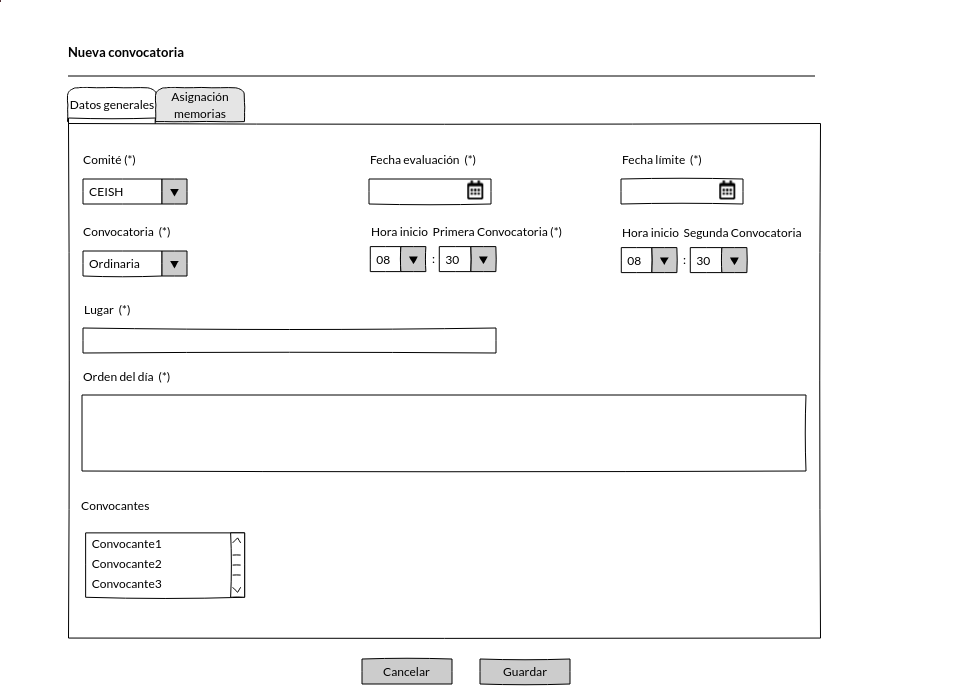 Nueva convocatoria
Datos generales
Asignación
memorias
Comité (*)
Fecha evaluación (*)
Fecha límite (*)
CEISH
Convocatoria (*)
Hora inicio Primera Convocatoria (*)
Hora inicio Segunda Convocatoria
Ordinaria
08 : 30
08 : 30
Lugar (*)
Orden del día (*)
Convocantes
Convocante1
Convocante2
Convocante3
Cancelar
Guardar